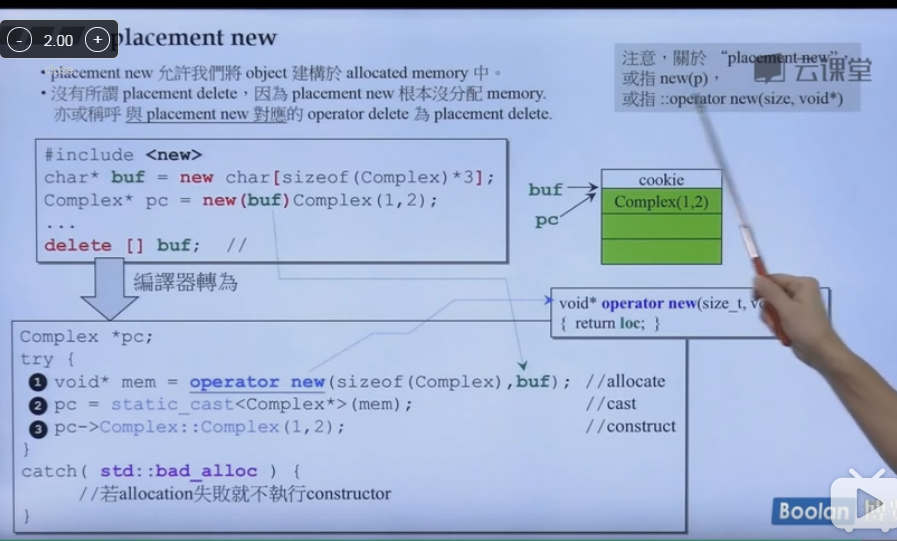 - 2.00 +
placement new
• placement new 允許我們將 object 建構於 allocated memory 中。
• 沒有所謂 placement delete，因為 placement new 根本沒分配 memory.
亦或稱呼 與 placement new 對應的 operator delete 為 placement delete.
注意，關於 “placement new”，
或指 new(p)，
或指 ::operator new(size, void*)
云课堂
#include <new>
char* buf = new char[sizeof(Complex)*3];
Complex* pc = new(buf)Complex(1,2);
...
delete [] buf; //
buf
pc
cookie
Complex(1,2)
編譯器轉為
void* operator new(size_t,
{ return loc; }
Complex *pc;
try {
1 void* mem = operator new(sizeof(Complex),buf); //allocate
2 pc = static_cast<Complex*>(mem); //cast
3 pc->Complex::Complex(1,2); //construct
}
catch( std::bad_alloc ) {
//若allocation失敗就不執行constructor
}
Boolan